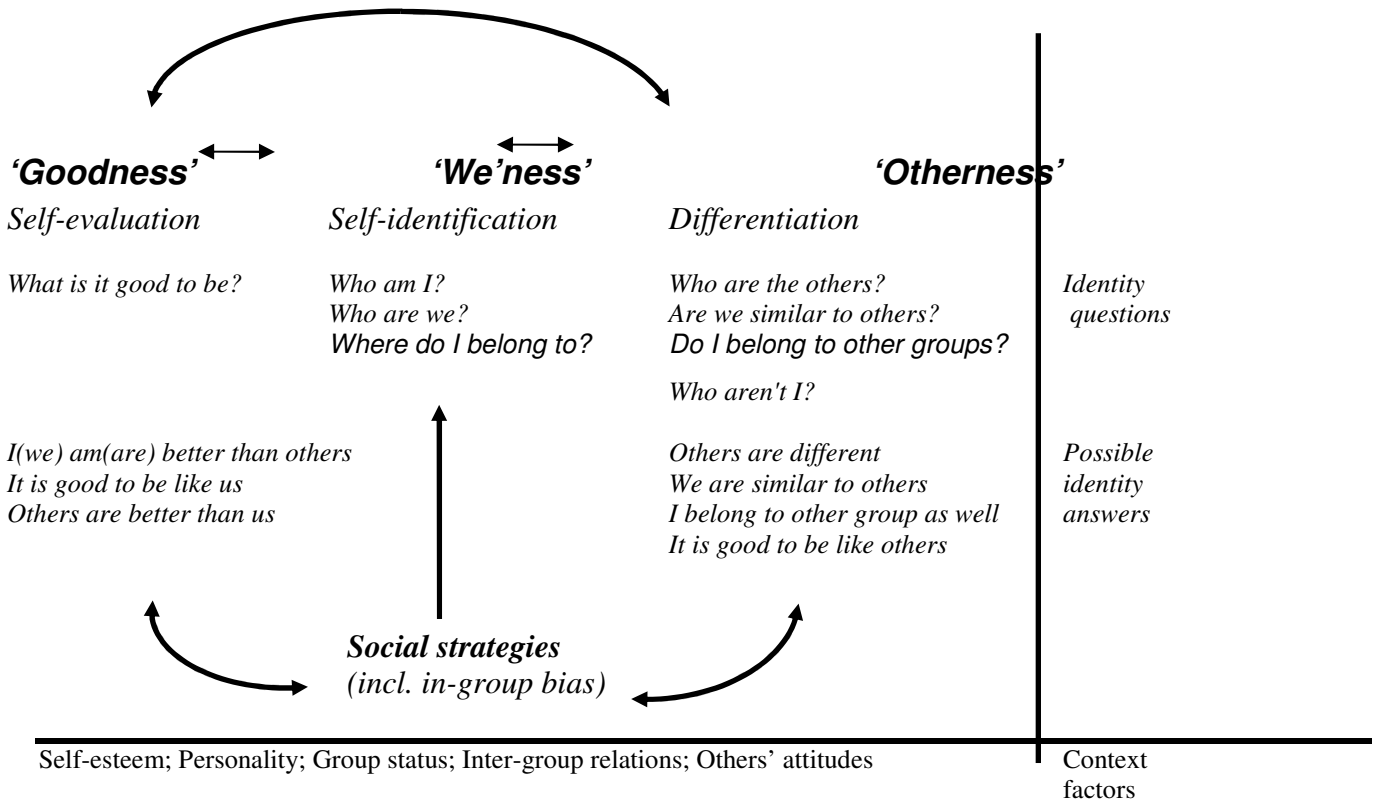 ‘Goodness’ ‘We’ness’ ‘Otherness’
Self-evaluation Self-identification Differentiation
What is it good to be? Who am I? Who are the others? Identity
Who are we? Are we similar to others? questions
Where do I belong to? Do I belong to other groups?
Who aren't I?
I(we) am(are) better than others Others are different Possible
It is good to be like us We are similar to others identity
Others are better than us I belong to other group as well answers
It is good to be like others
Social strategies
(incl. in-group bias)
Self-esteem; Personality; Group status; Inter-group relations; Others’ attitudes Context
factors